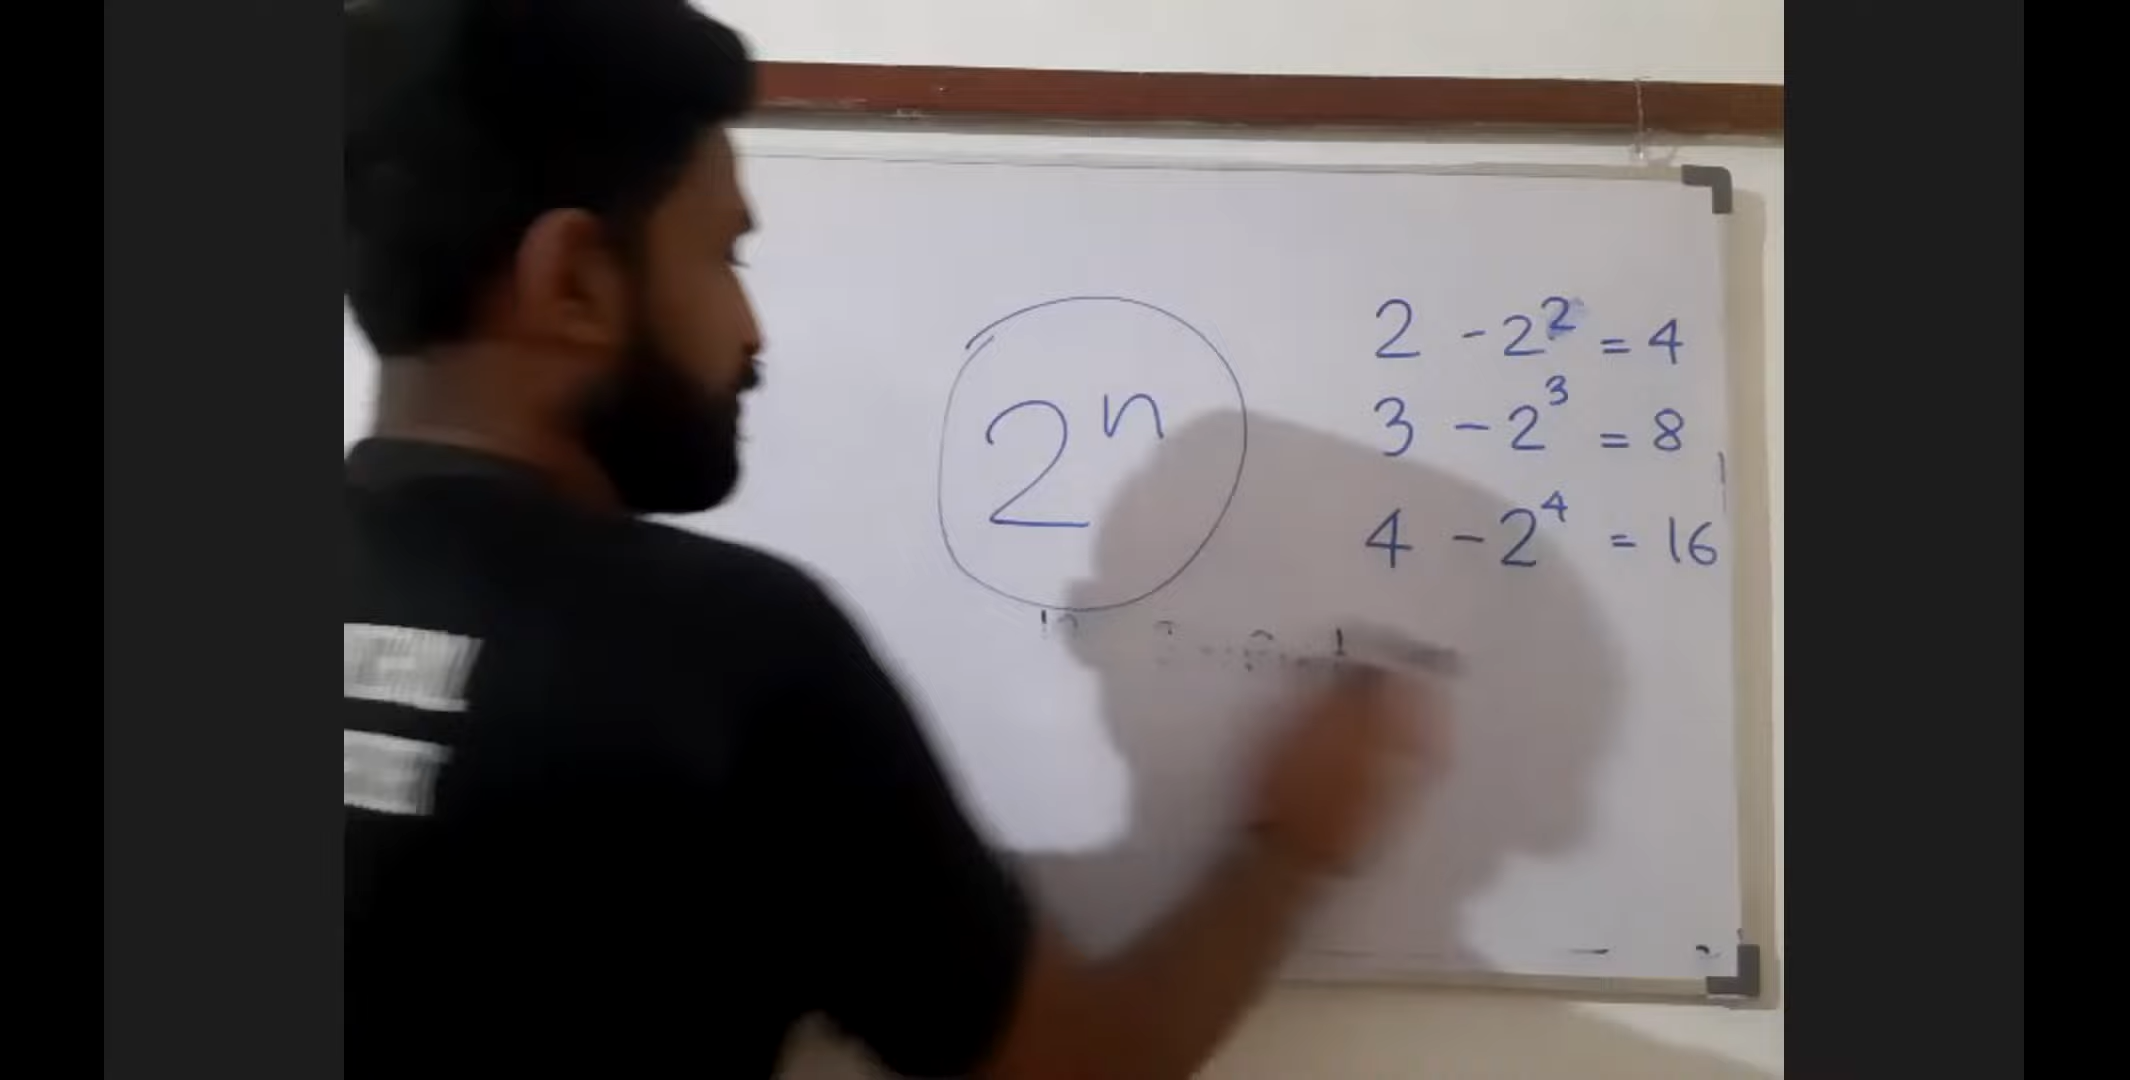 2ⁿ
2 - 2² = 4
3 - 2³ = 8
4 - 2⁴ = 16